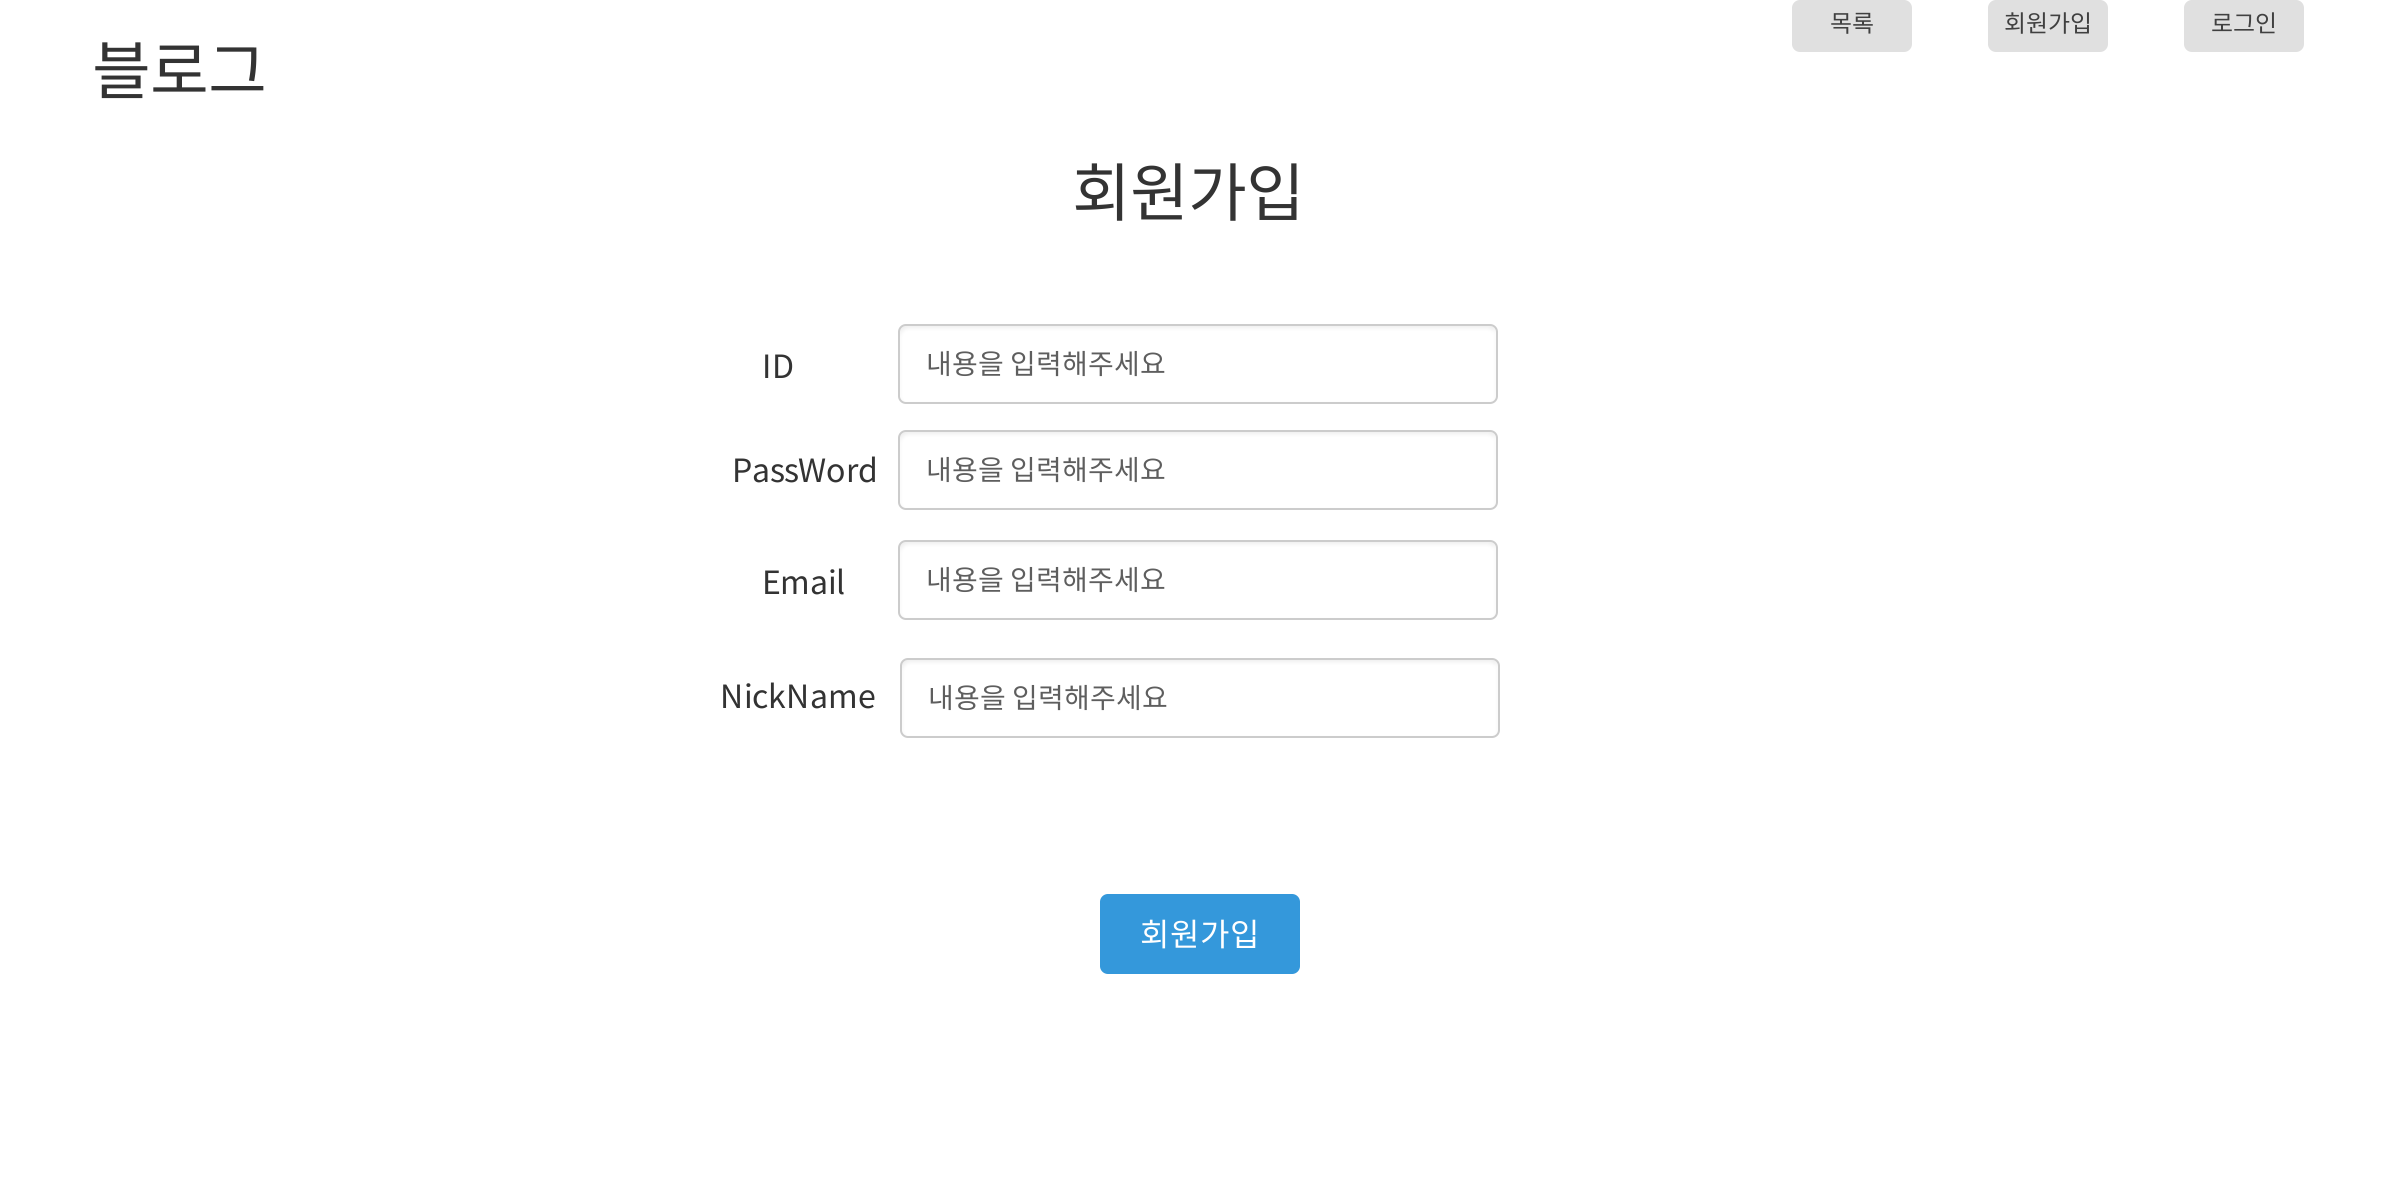 블로그
목록
회원가입
로그인
회원가입
ID
내용을 입력해주세요
PassWord
내용을 입력해주세요
Email
내용을 입력해주세요
NickName
내용을 입력해주세요
회원가입